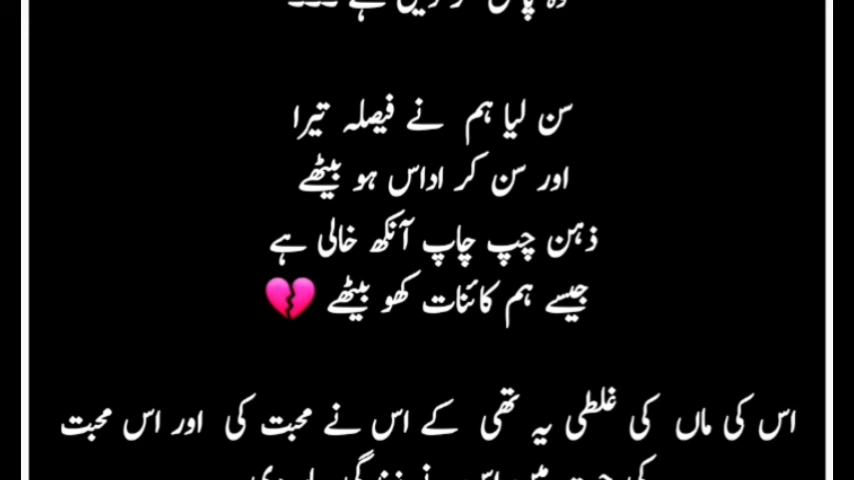 سن لیا ہم نے فیصلہ تیرا
اور سن کر اداس ہو بیٹھے
ذہن چپ چاپ آنکھ خالی ہے
جیسے ہم کائنات کھو بیٹھے 💔
اس کی ماں کی غلطی یہ تھی کے اس نے محبت کی اور اس محبت